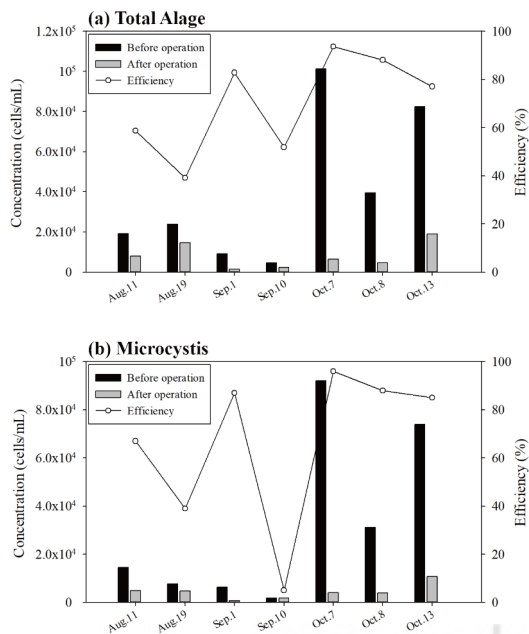 (a) Total Alage
1.2x10⁵
10⁵
8.0x10⁴
6.0x10⁴
4.0x10⁴
2.0x10⁴
0
Concentration (cells/mL)
Before operation
After operation
Efficiency
100
80
60
40
20
0
Efficiency (%)
Aug.11
Aug.19
Sep.1
Sep.10
Oct.7
Oct.8
Oct.13
(b) Microcystis
10⁵
8.0x10⁴
6.0x10⁴
4.0x10⁴
2.0x10⁴
0
Concentration (cells/mL)
Before operation
After operation
Efficiency
100
80
60
40
20
0
Efficiency (%)
Aug.11
Aug.19
Sep.1
Sep.10
Oct.7
Oct.8
Oct.13